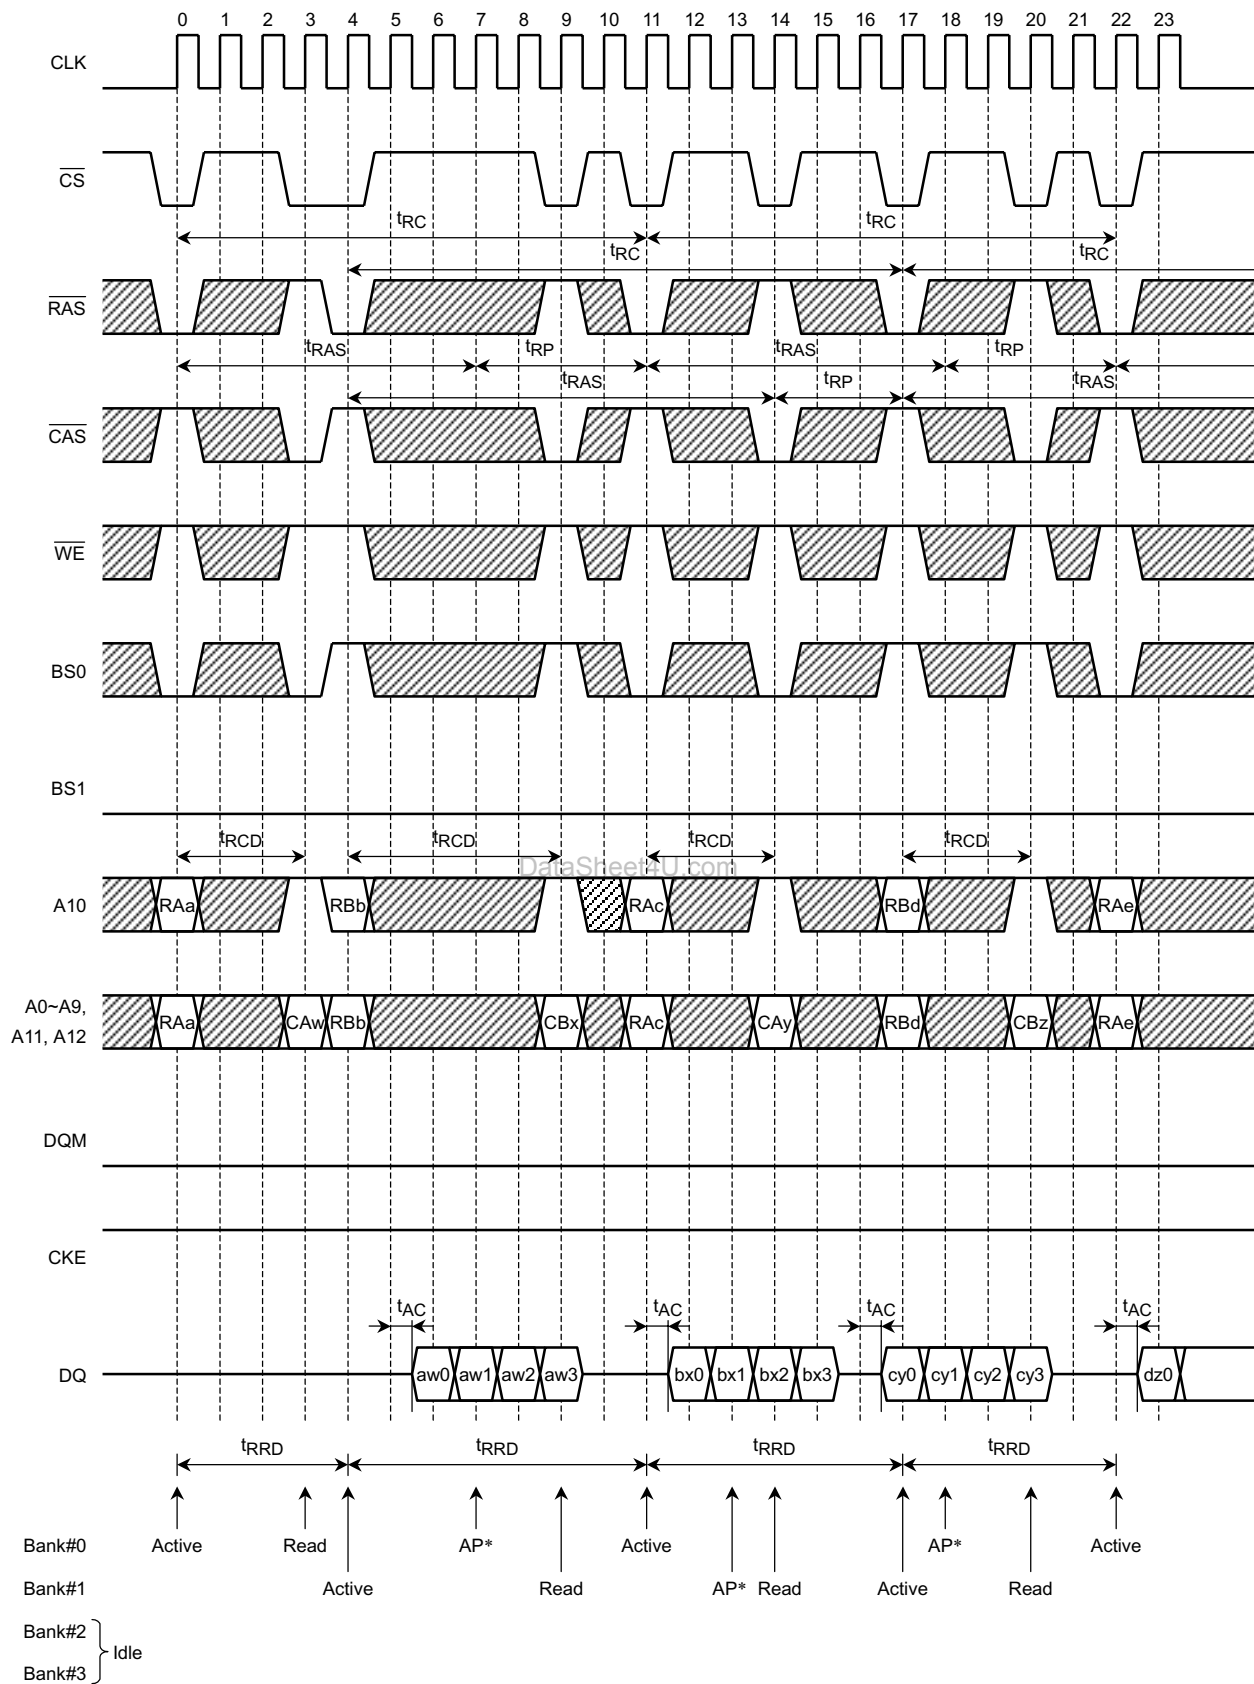 0 1 2 3 4 5 6 7 8 9 10 11 12 13 14 15 16 17 18 19 20 21 22 23
CLK
CS
tRC tRC
tRC tRC
RAS
tRAS tRP tRAS tRP
tRAS tRP tRAS
CAS
WE
BS0
BS1
tRCD tRCD tRCD tRCD
DataSheet4U.com
A10 RAa RBb RAc RBd RAe
A0~A9,
A11, A12
RAa CAw RBb CBx RAc CAy RBd CBz RAe
DQM
CKE
tAC tAC tAC tAC
DQ aw0 aw1 aw2 aw3 bx0 bx1 bx2 bx3 cy0 cy1 cy2 cy3 dz0
tRRD tRRD tRRD tRRD
Bank#0 Active Read AP* Active AP* Active
Bank#1 Active Read AP* Read Active Read
Bank#2
Idle
Bank#3